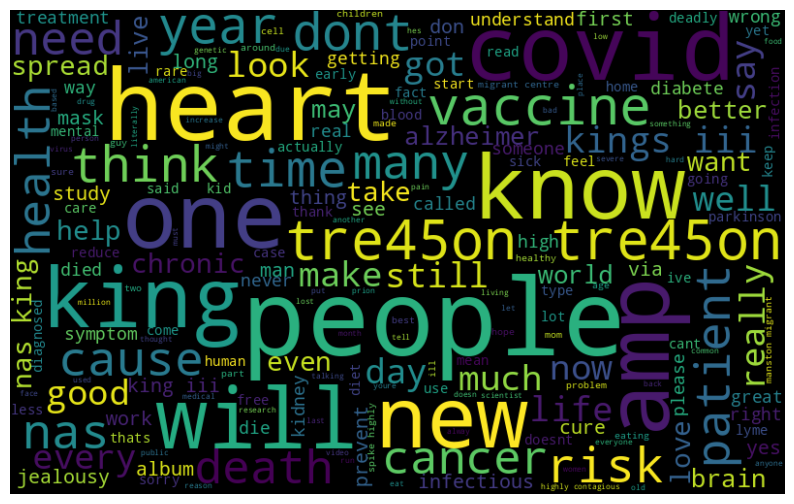 treatment
need
year
dont
children
understand
first
deadly
wrong
covid
cell
around
due
hes
don
point
yet
genetic
live
getting
got
low
food
spread
long
look
rare
early
read
diabete
say
way
heart
american
big
start
home
migrant centre
place
mask
drug
may
fact
blood
without
vaccine
better
infection
mental
increase
real
might
made
bad
something
virus
person
guy
literally
actually
alzheimer
someone
kings iii
health
sure
think
time
many
sick
feel
severe
hard
keep
study
said
kid
thing
take
pain
know
want
going
care
thank
see
called
another
well
one
help
must
parkinson
reduce
case
tre45on tre45on
high
healthy
nas king
died
chronic
never
man
make
still
world
via
ive
diagnosed
million
two
put
prion
living
age
type
lot
cant
really
symptom
come
lost
best
let
mom
king
people
amp
patient
common
manston migrant
thought
month
tell
hope
cause
human
even
day
ill
mean
now
talking
youre
doesn
scientist
problem
back
please
good
king iii
part
diet
much
use
great
less
used
work
free
kidney
life
cure
love
right
face
thats
medical
die
research
last
will
new
doesnt
lyme
nas
every
death
prevent
cancer
everyone
risk
yes
jealousy
album
public
sorry
reason
video
infectious
spike highly
eating
women
eat
highly contagious
old
brain
anyone